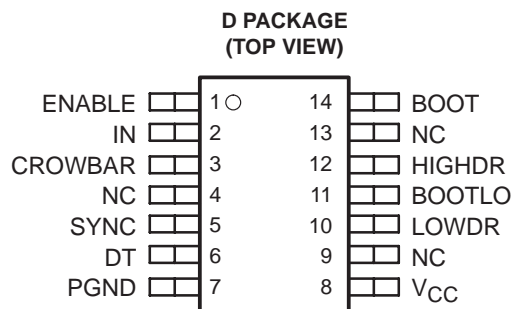 D PACKAGE
(TOP VIEW)
ENABLE 1 14 BOOT
IN 2 13 NC
CROWBAR 3 12 HIGHDR
NC 4 11 BOOTLO
SYNC 5 10 LOWDR
DT 6 9 NC
PGND 7 8 VCC